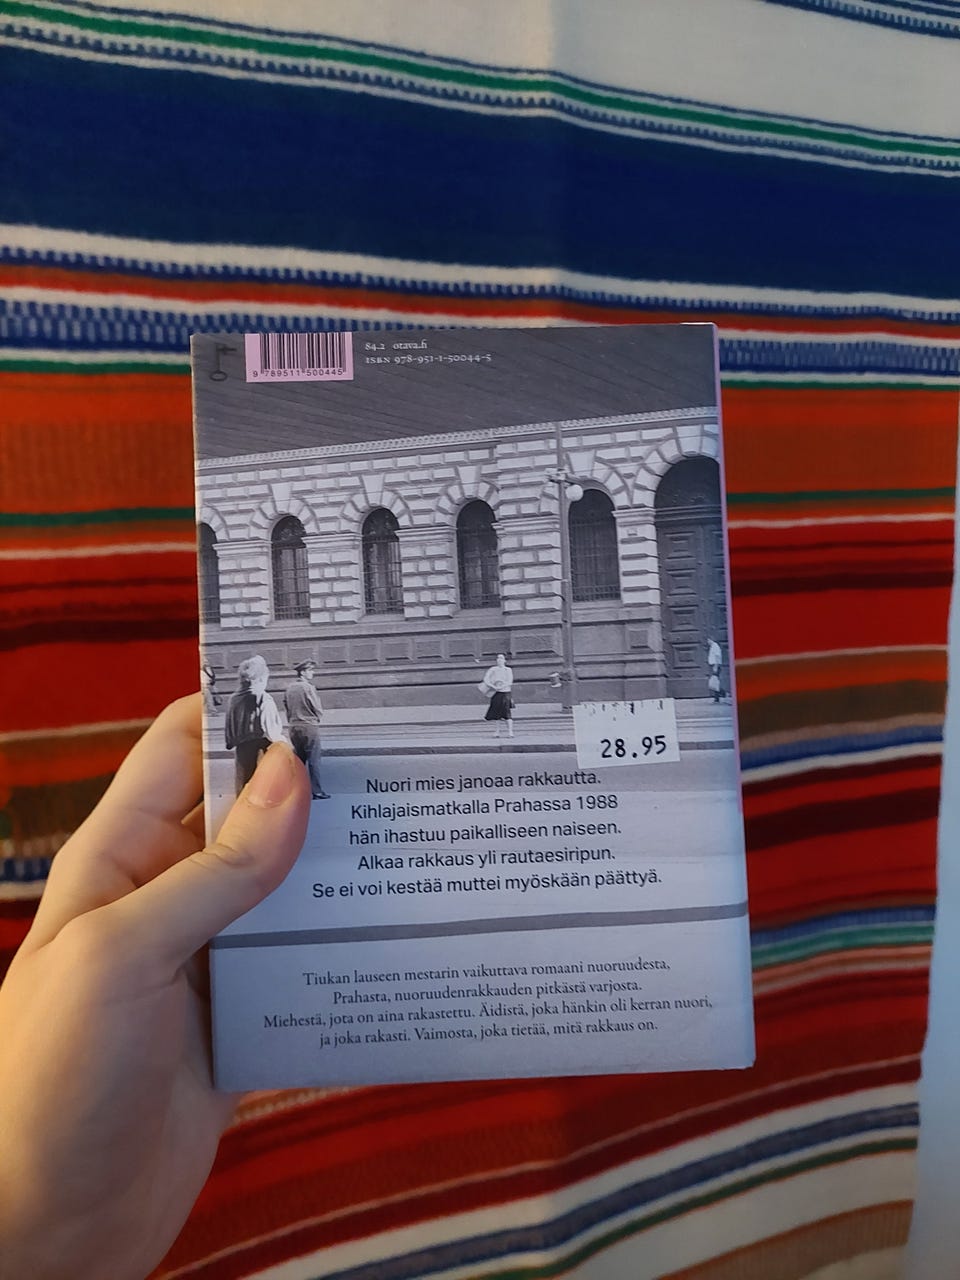 84.2 otava.fi
ISBN 978-951-1-50044-5
9 789511 500445
28.95
Nuori mies janoaa rakkautta.
Kihlajaismatkalla Prahassa 1988
hän ihastuu paikalliseen naiseen.
Alkaa rakkaus yli rautaesiripun.
Se ei voi kestää muttei myöskään päättyä.
Tiukan lauseen mestarin vaikuttava romaani nuoruudesta,
Prahasta, nuoruudenrakkauden pitkästä varjosta.
Miehestä, jota on aina rakastettu. Äidistä, joka hänkin oli kerran nuori,
ja joka rakasti. Vaimosta, joka tietää, mitä rakkaus on.